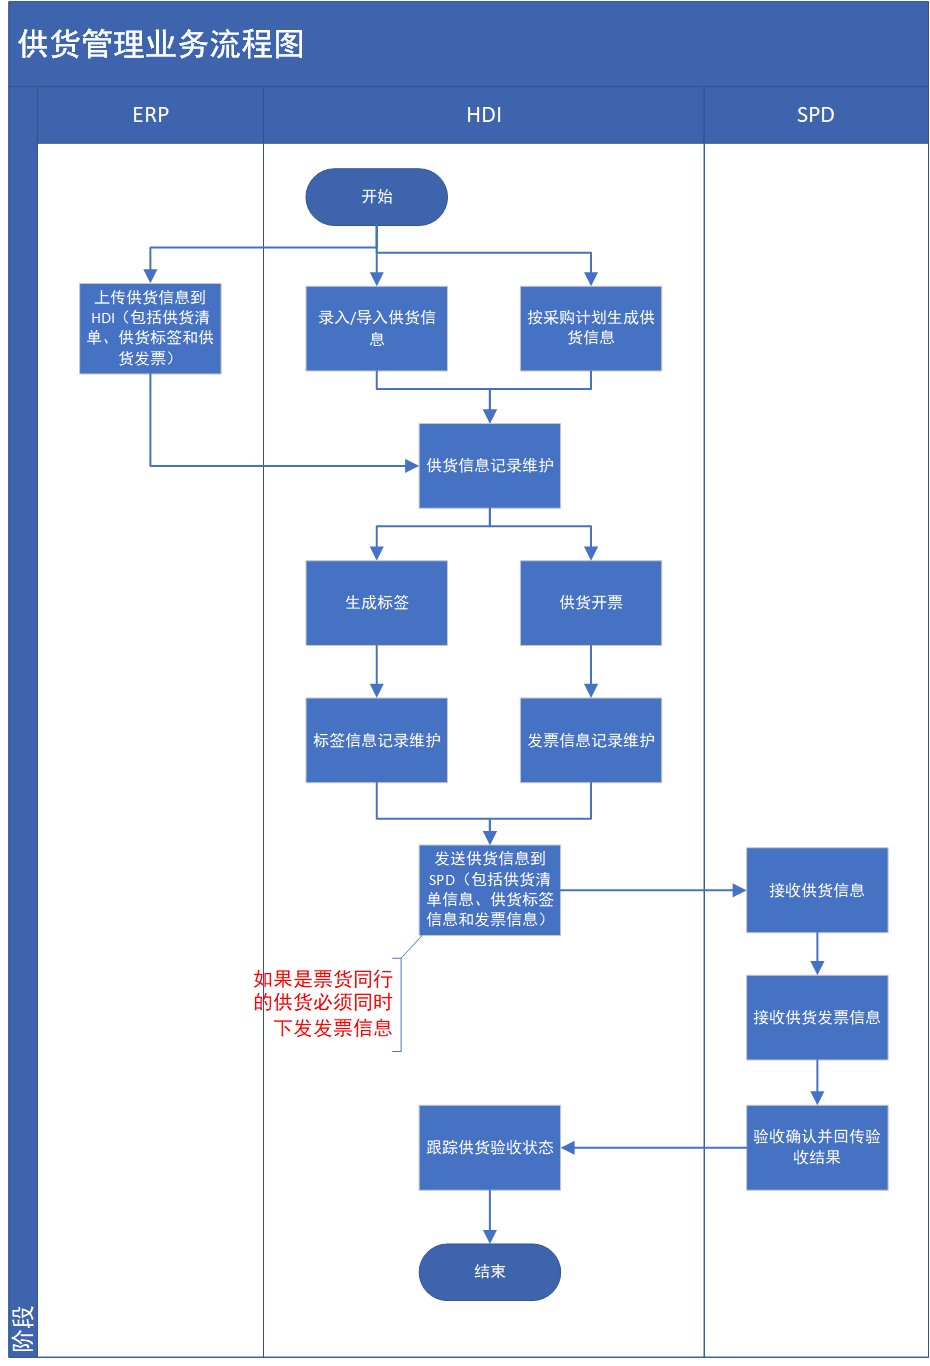 供货管理业务流程图
ERP
HDI
SPD
开始
上传供货信息到
HDI（包括供货清
单、供货标签和供
货发票）
录入/导入供货信
息
按采购计划生成供
货信息
供货信息记录维护
生成标签
供货开票
标签信息记录维护
发票信息记录维护
发送供货信息到
SPD（包括供货清
单信息、供货标签
信息和发票信息）
接收供货信息
如果是票货同行
的供货必须同时
下发发票信息
接收供货发票信息
跟踪供货验收状态
验收确认并回传验
收结果
结束
阶段